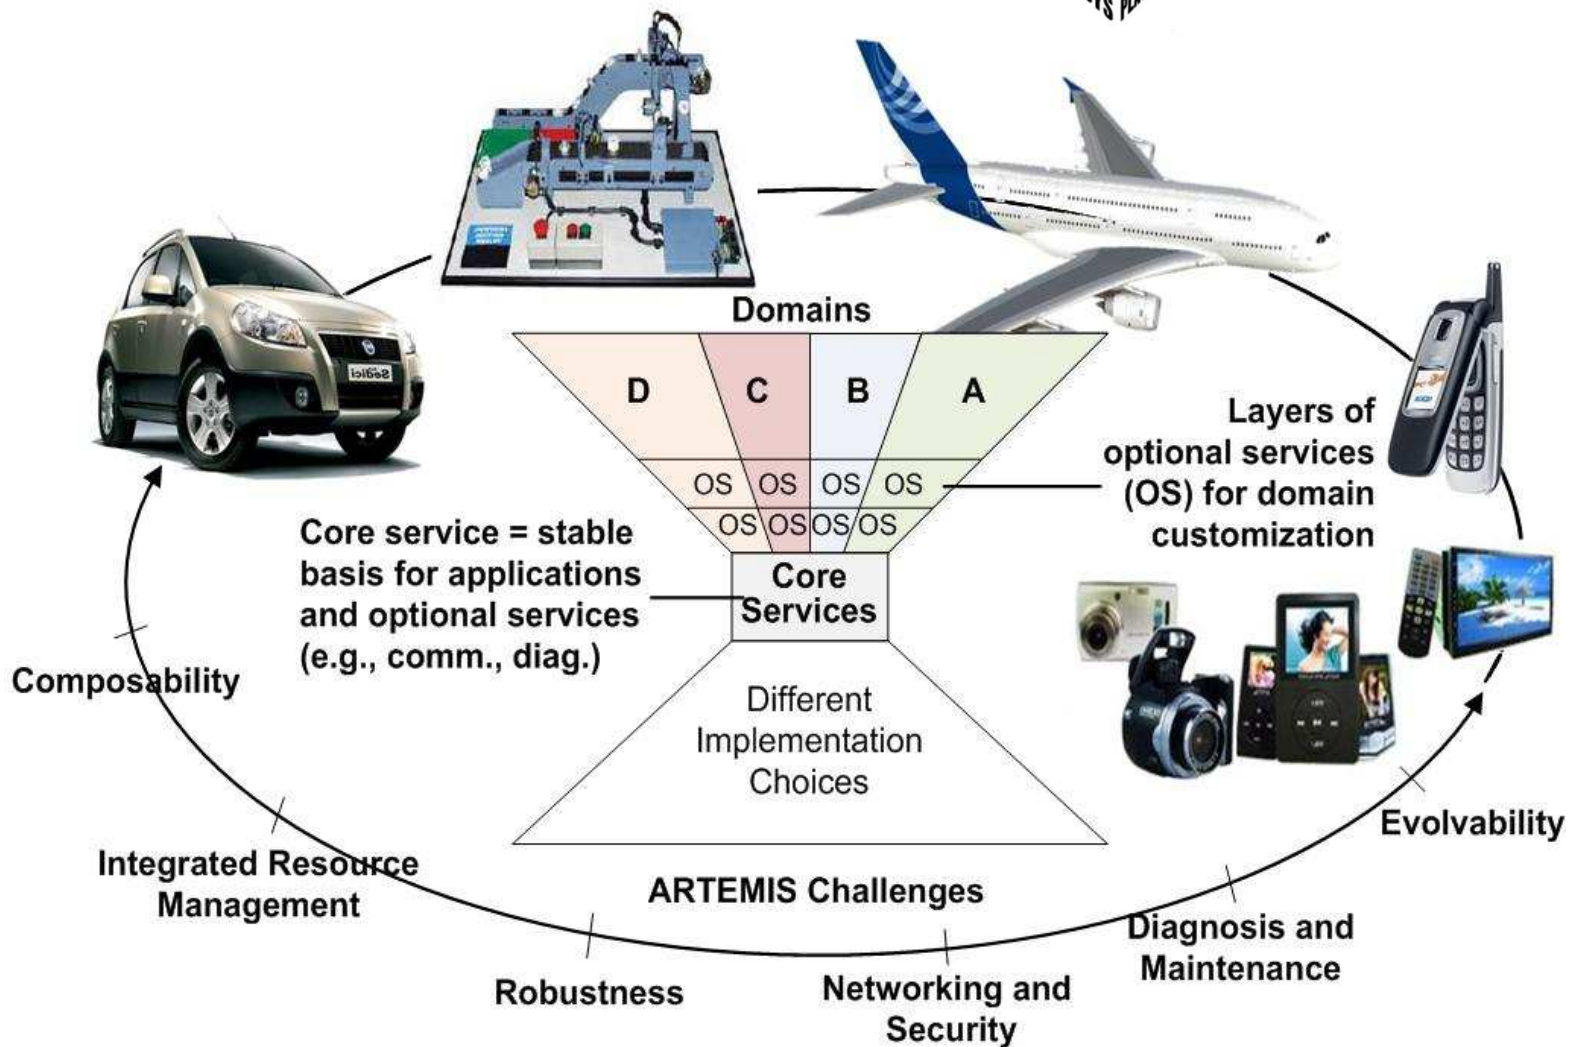 Domains
D C B A
OS OS OS OS
OS OS OS OS
Core
Services
Layers of
optional services
(OS) for domain
customization
Core service = stable
basis for applications
and optional services
(e.g., comm., diag.)
Different
Implementation
Choices
ARTEMIS Challenges
Composability
Integrated Resource
Management
Robustness
Networking and
Security
Diagnosis and
Maintenance
Evolvability